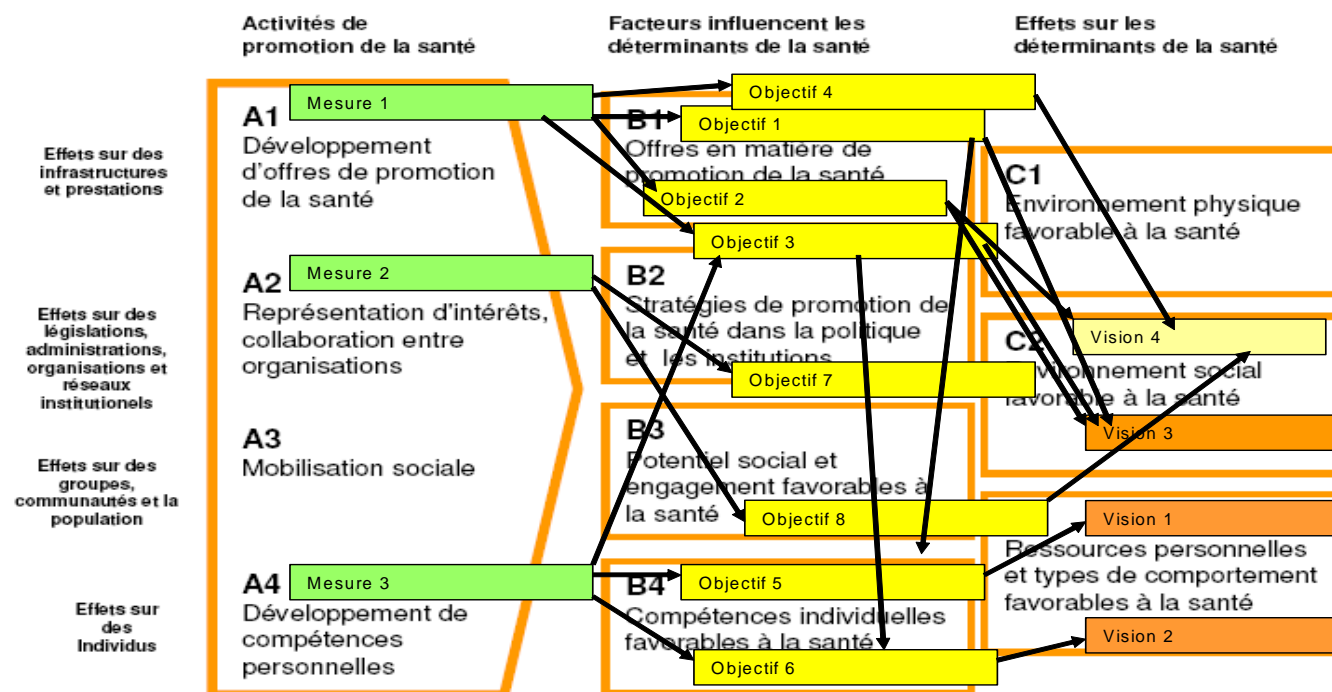 Activités de
promotion de la santé
Facteurs influencent les
déterminants de la santé
Effets sur les
déterminants de la santé
Effets sur des
infrastructures
et prestations
Effets sur des
législations,
administrations,
organisations et
réseaux
institutionels
Effets sur des
groupes,
communautés et la
population
Effets sur
des
Individus
A1
Mesure 1
Développement
d'offres de promotion
de la santé
A2
Mesure 2
Représentation d'intérêts,
collaboration entre
organisations
A3
Mobilisation sociale
A4
Mesure 3
Développement de
compétences
personnelles
Objectif 4
B1
Objectif 1
Offres en matière de
promotion de la santé
Objectif 2
Objectif 3
B2
Stratégies de promotion de
la santé dans la politique
et les institutions
Objectif 7
B3
Potentiel social et
engagement favorables à
la santé
Objectif 8
B4
Objectif 5
Compétences individuelles
favorables à la santé
Objectif 6
C1
Environnement physique
favorable à la santé
Vision 4
C2
Environnement social
favorable à la santé
Vision 3
Vision 1
Ressources personnelles
et types de comportement
favorables à la santé
Vision 2